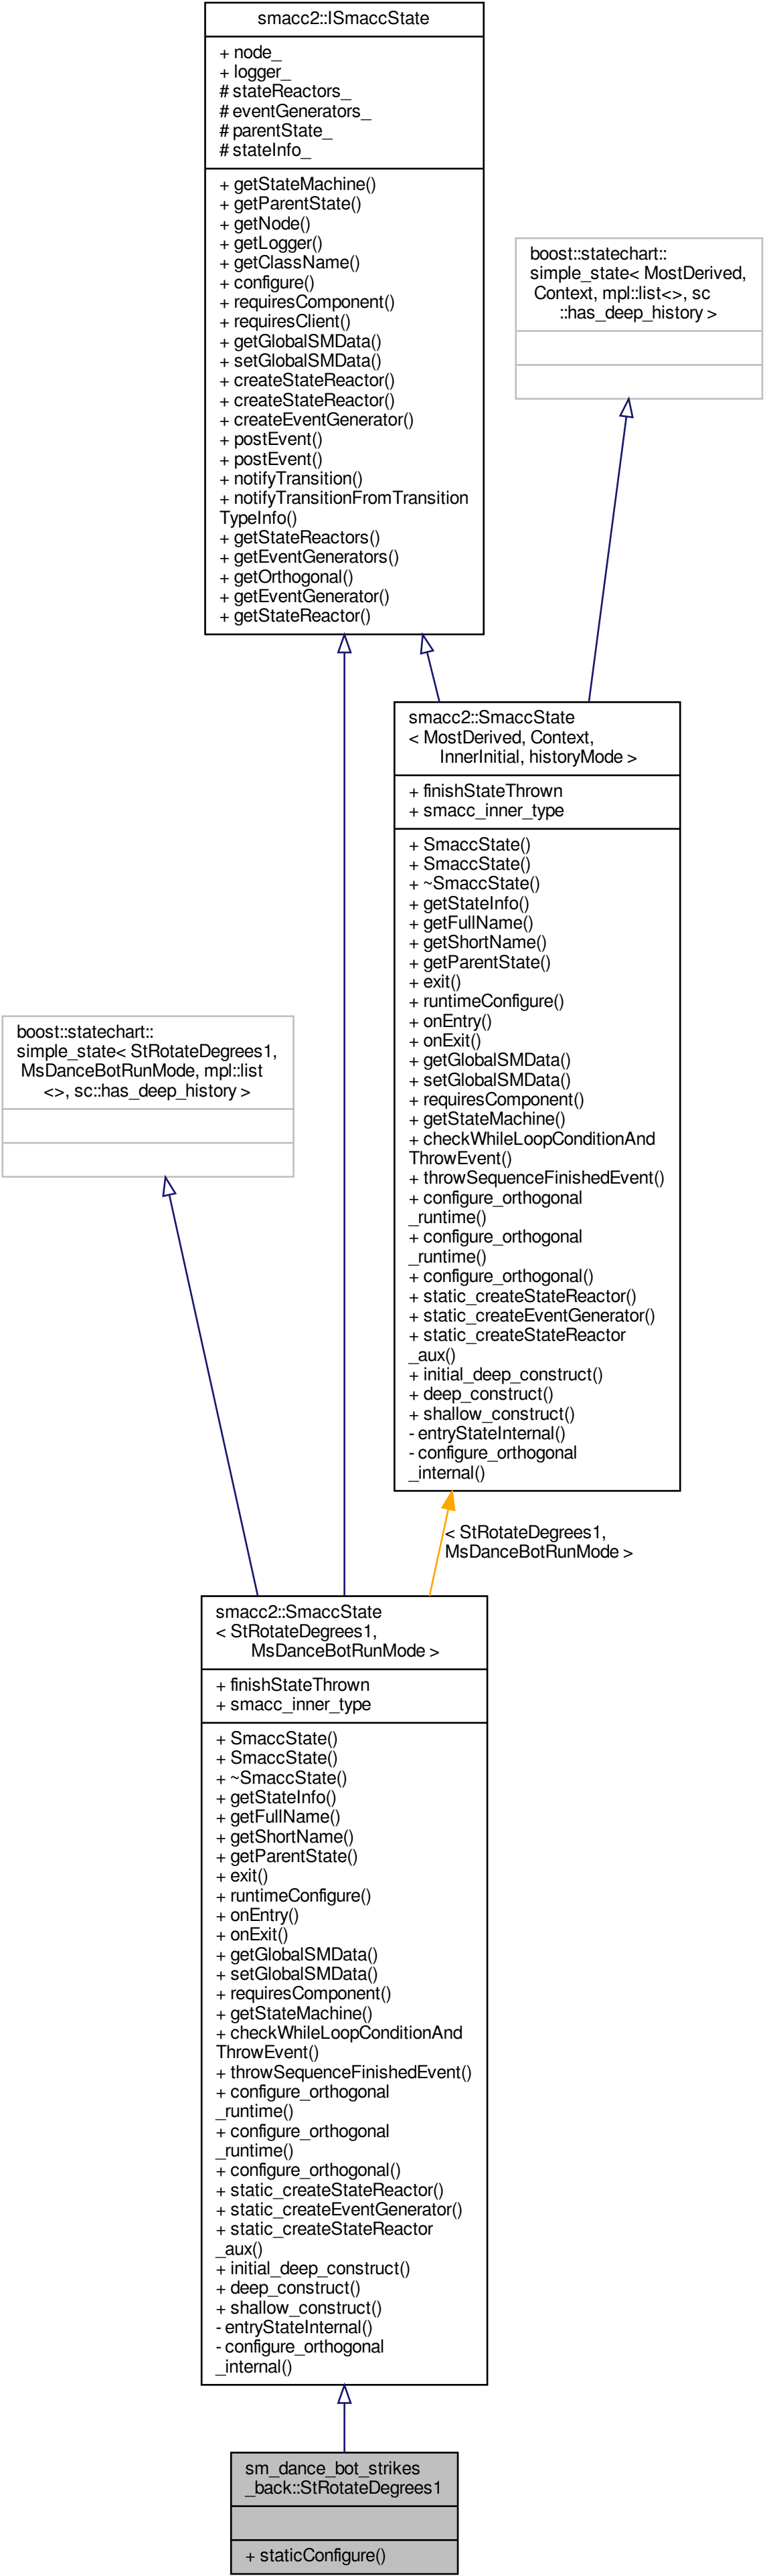 smacc2::ISmaccState
+ node_
+ logger_
# stateReactors_
# eventGenerators_
# parentState_
# stateInfo_
+ getStateMachine()
+ getParentState()
+ getNode()
+ getLogger()
+ getClassName()
+ configure()
+ requiresComponent()
+ requiresClient()
+ getGlobalSMData()
+ setGlobalSMData()
+ createStateReactor()
+ createStateReactor()
+ createEventGenerator()
+ postEvent()
+ postEvent()
+ notifyTransition()
+ notifyTransitionFromTransition
TypeInfo()
+ getStateReactors()
+ getEventGenerators()
+ getOrthogonal()
+ getEventGenerator()
+ getStateReactor()
boost::statechart::
simple_state< MostDerived,
Context, mpl::list<>, sc
::has_deep_history >
smacc2::SmaccState
< MostDerived, Context,
InnerInitial, historyMode >
+ finishStateThrown
+ smacc_inner_type
+ SmaccState()
+ SmaccState()
+ ~SmaccState()
+ getStateInfo()
+ getFullName()
+ getShortName()
+ getParentState()
+ exit()
+ runtimeConfigure()
+ onEntry()
+ onExit()
+ getGlobalSMData()
+ setGlobalSMData()
+ requiresComponent()
+ getStateMachine()
+ checkWhileLoopConditionAnd
ThrowEvent()
+ throwSequenceFinishedEvent()
+ configure_orthogonal
_runtime()
+ configure_orthogonal
_runtime()
+ configure_orthogonal()
+ static_createStateReactor()
+ static_createEventGenerator()
+ static_createStateReactor
_aux()
+ initial_deep_construct()
+ deep_construct()
+ shallow_construct()
- entryStateInternal()
- configure_orthogonal
_internal()
boost::statechart::
simple_state< StRotateDegrees1,
MsDanceBotRunMode, mpl::list
<>, sc::has_deep_history >
< StRotateDegrees1,
MsDanceBotRunMode >
smacc2::SmaccState
< StRotateDegrees1,
MsDanceBotRunMode >
+ finishStateThrown
+ smacc_inner_type
+ SmaccState()
+ SmaccState()
+ ~SmaccState()
+ getStateInfo()
+ getFullName()
+ getShortName()
+ getParentState()
+ exit()
+ runtimeConfigure()
+ onEntry()
+ onExit()
+ getGlobalSMData()
+ setGlobalSMData()
+ requiresComponent()
+ getStateMachine()
+ checkWhileLoopConditionAnd
ThrowEvent()
+ throwSequenceFinishedEvent()
+ configure_orthogonal
_runtime()
+ configure_orthogonal
_runtime()
+ configure_orthogonal()
+ static_createStateReactor()
+ static_createEventGenerator()
+ static_createStateReactor
_aux()
+ initial_deep_construct()
+ deep_construct()
+ shallow_construct()
- entryStateInternal()
- configure_orthogonal
_internal()
sm_dance_bot_strikes
_back::StRotateDegrees1
+ staticConfigure()